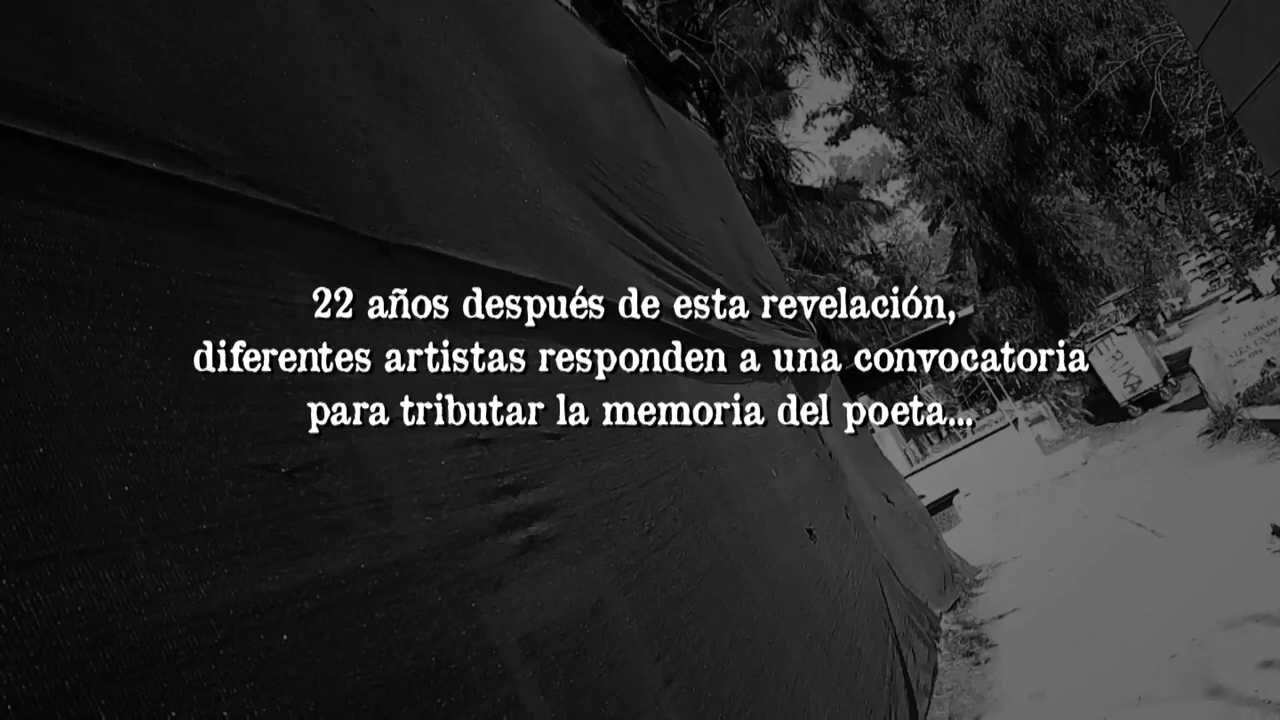 22 años después de esta revelación,
diferentes artistas responden a una convocatoria
para tributar la memoria del poeta...